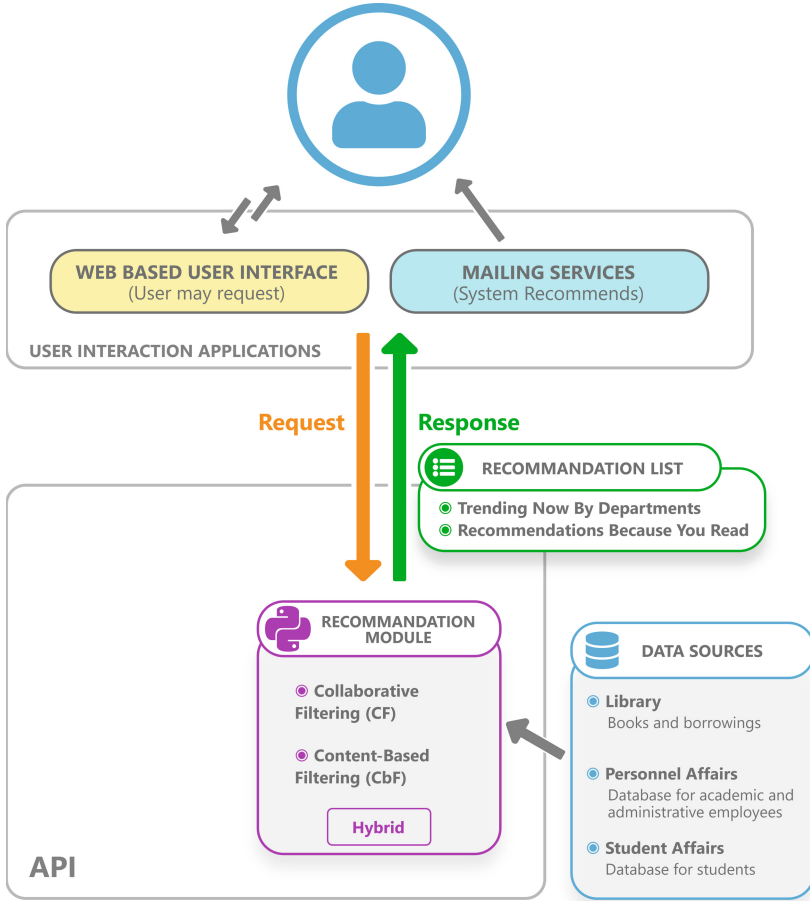 WEB BASED USER INTERFACE
(User may request)
MAILING SERVICES
(System Recommends)
USER INTERACTION APPLICATIONS
Request
Response
RECOMMANDATION LIST
Trending Now By Departments
Recommendations Because You Read
RECOMMANDATION
MODULE
Collaborative
Filtering (CF)
Content-Based
Filtering (CbF)
Hybrid
API
DATA SOURCES
Library
Books and borrowings
Personnel Affairs
Database for academic and
administrative employees
Student Affairs
Database for students